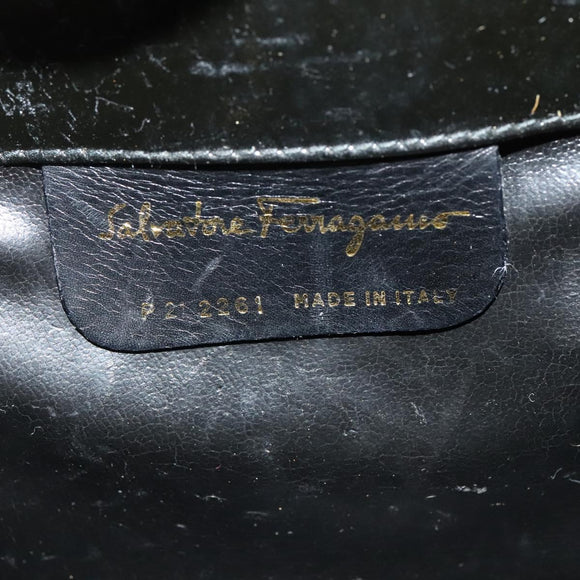 Salvatore Ferragamo
P 21 2261 MADE IN ITALY